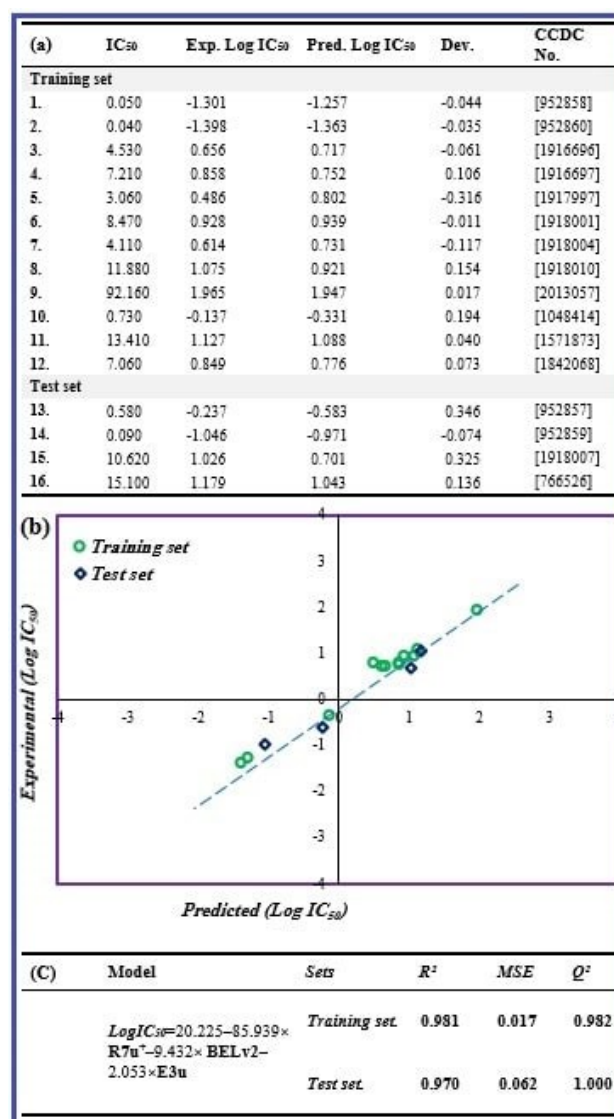 (a) IC₅₀ Exp. Log IC₅₀ Pred. Log IC₅₀ Dev. CCDC No.
Training set
1. 0.050 -1.301 -1.257 -0.044 [952858]
2. 0.040 -1.398 -1.363 -0.035 [952860]
3. 4.530 0.656 0.717 -0.061 [1916696]
4. 7.210 0.858 0.752 0.106 [1916697]
5. 3.060 0.486 0.802 -0.316 [1917997]
6. 8.470 0.928 0.939 -0.011 [1918001]
7. 4.110 0.614 0.731 -0.117 [1918004]
8. 11.880 1.075 0.921 0.154 [1918010]
9. 92.160 1.965 1.947 0.017 [2013057]
10. 0.730 -0.137 -0.331 0.194 [1048414]
11. 13.410 1.127 1.088 0.040 [1571873]
12. 7.060 0.849 0.776 0.073 [1842068]
Test set
13. 0.580 -0.237 -0.583 0.346 [952857]
14. 0.090 -1.046 -0.971 -0.074 [952859]
15. 10.620 1.026 0.701 0.325 [1918007]
16. 15.100 1.179 1.043 0.136 [766526]
(b)
Training set
Test set
4
3
2
1
0
-4 -3 -2 -1 0 1 2 3
-1
-2
-3
-4
Experimental (Log IC₅₀)
Predicted (Log IC₅₀)
(C) Model Sets R² MSE Q²
LogIC₅₀=20.225–85.939×
R7u⁺–9.432× BELv2–
2.053×E3u
Training set. 0.981 0.017 0.982
Test set. 0.970 0.062 1.000